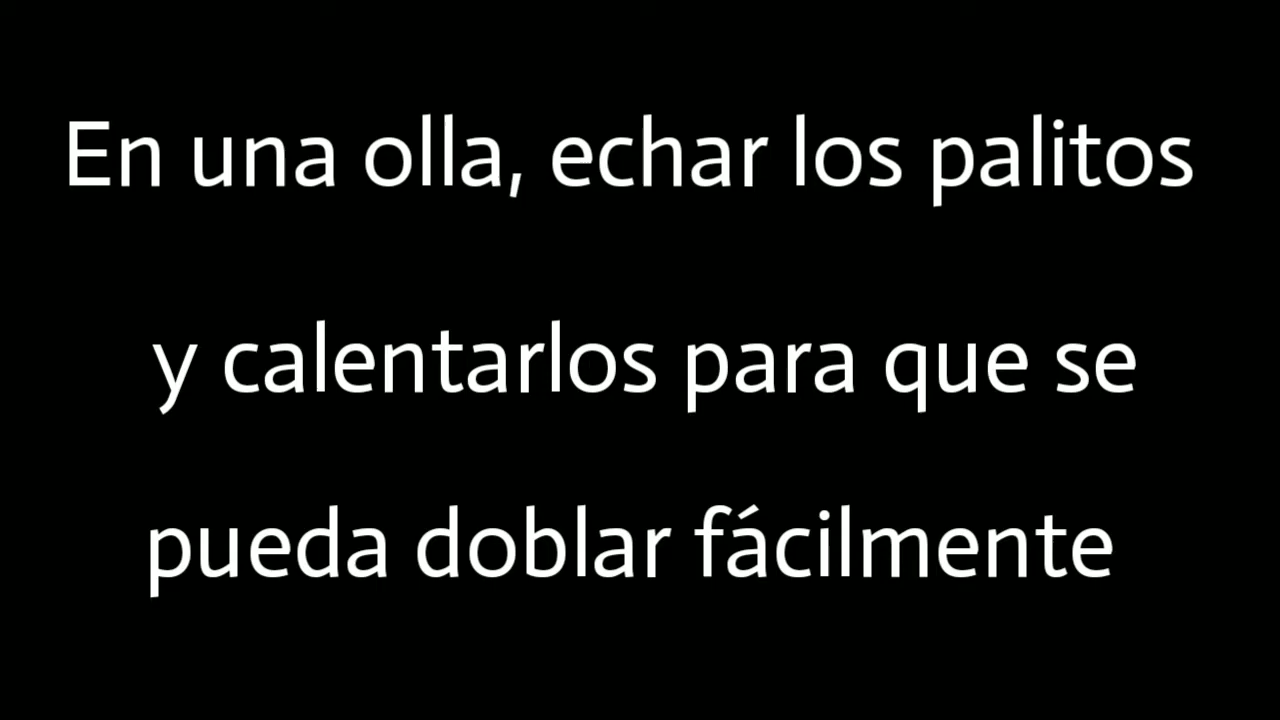 En una olla, echar los palitos
y calentarlos para que se
pueda doblar fácilmente